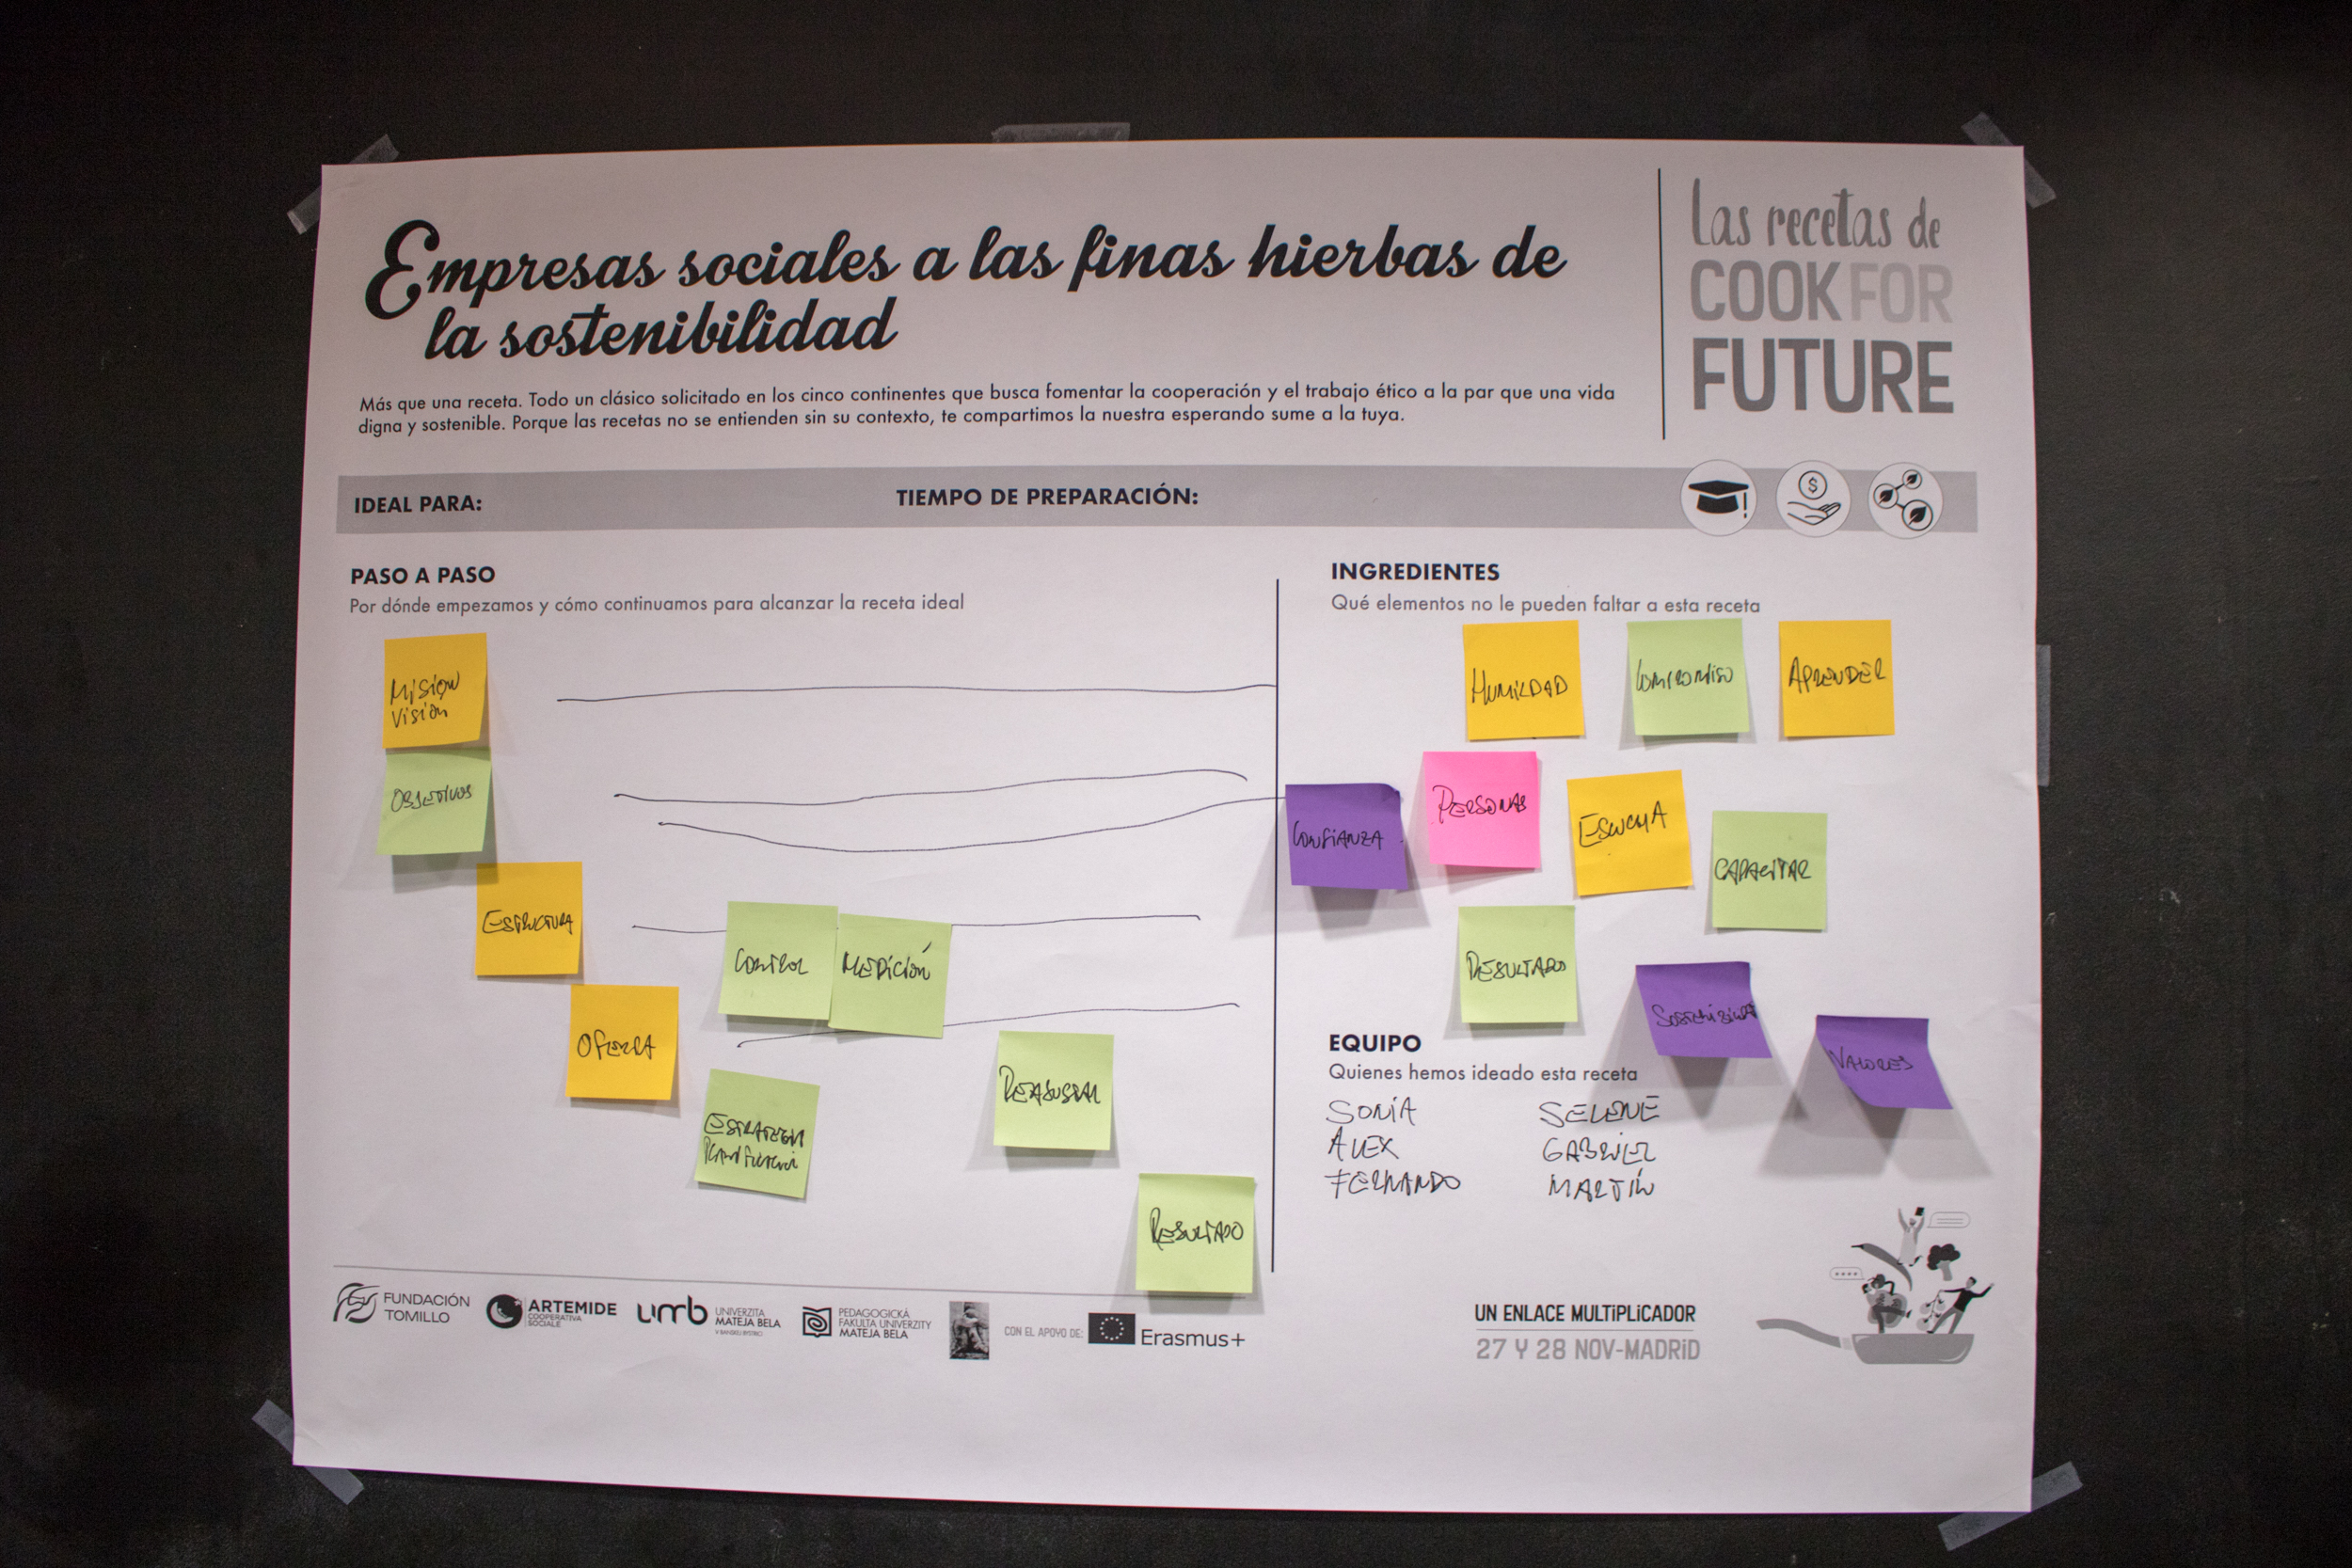 Empresas sociales a las finas hierbas de
la sostenibilidad
Las recetas de
COOK FOR
FUTURE
Más que una receta. Todo un clásico solicitado en los cinco continentes que busca fomentar la cooperación y el trabajo ético a la par que una vida
digna y sostenible. Porque las recetas no se entienden sin su contexto, te compartimos la nuestra esperando sume a la tuya.
IDEAL PARA:
TIEMPO DE PREPARACIÓN:
PASO A PASO
Por dónde empezamos y cómo continuamos para alcanzar la receta ideal
MISION
VISIÓN
OBJETIVOS
ESTRUCTURA
OFERTA
CONTROL
MEDICIÓN
ESTRATEGIA
REAJUSTAR
RESULTADO
INGREDIENTES
Qué elementos no le pueden faltar a esta receta
HUMILDAD
COMPROMISO
APRENDER
CONFIANZA
PERSONAS
ESCUCHA
CAPACITAR
RESULTADO
VALORES
EQUIPO
Quienes hemos ideado esta receta
SONIA
SELENE
ALEX
GABRIEL
FERNANDO
MARTÍN
FUNDACIÓN
TOMILLO
ARTEMIDE
COOPERATIVA
SOCIALE
umb
UNIVERZITA
MATEJA BELA
V BANSKEJ BYSTRICI
PEDAGOGICKÁ
FAKULTA UNIVERZITY
MATEJA BELA
CON EL APOYO DE:
Erasmus+
UN ENLACE MULTIPLICADOR
27 Y 28 NOV-MADRID